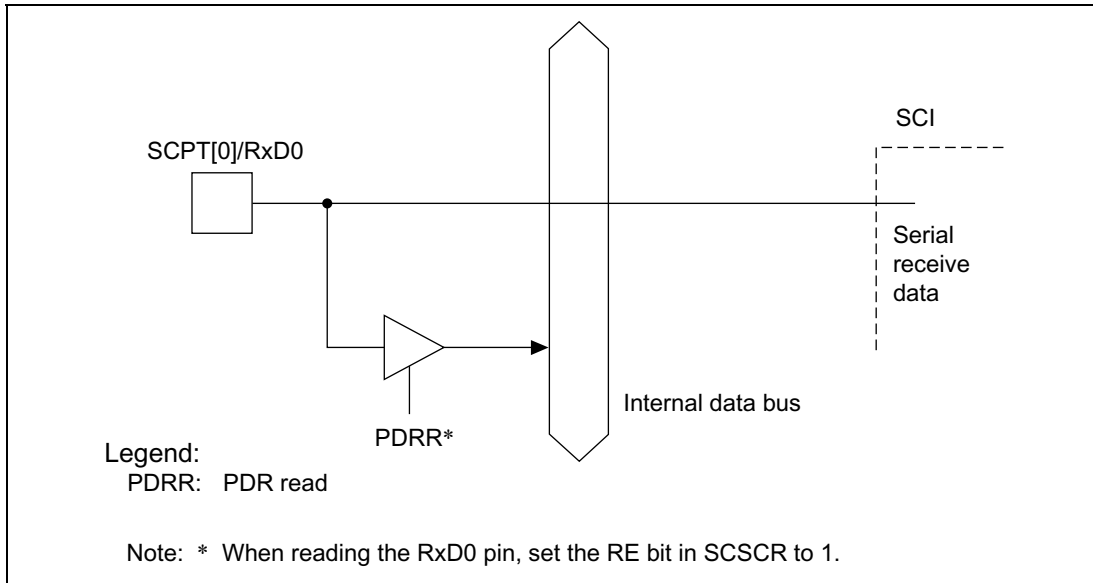 SCI
SCPT[0]/RxD0
Serial
receive
data
Internal data bus
PDRR*
Legend:
PDRR: PDR read
Note: * When reading the RxD0 pin, set the RE bit in SCSCR to 1.